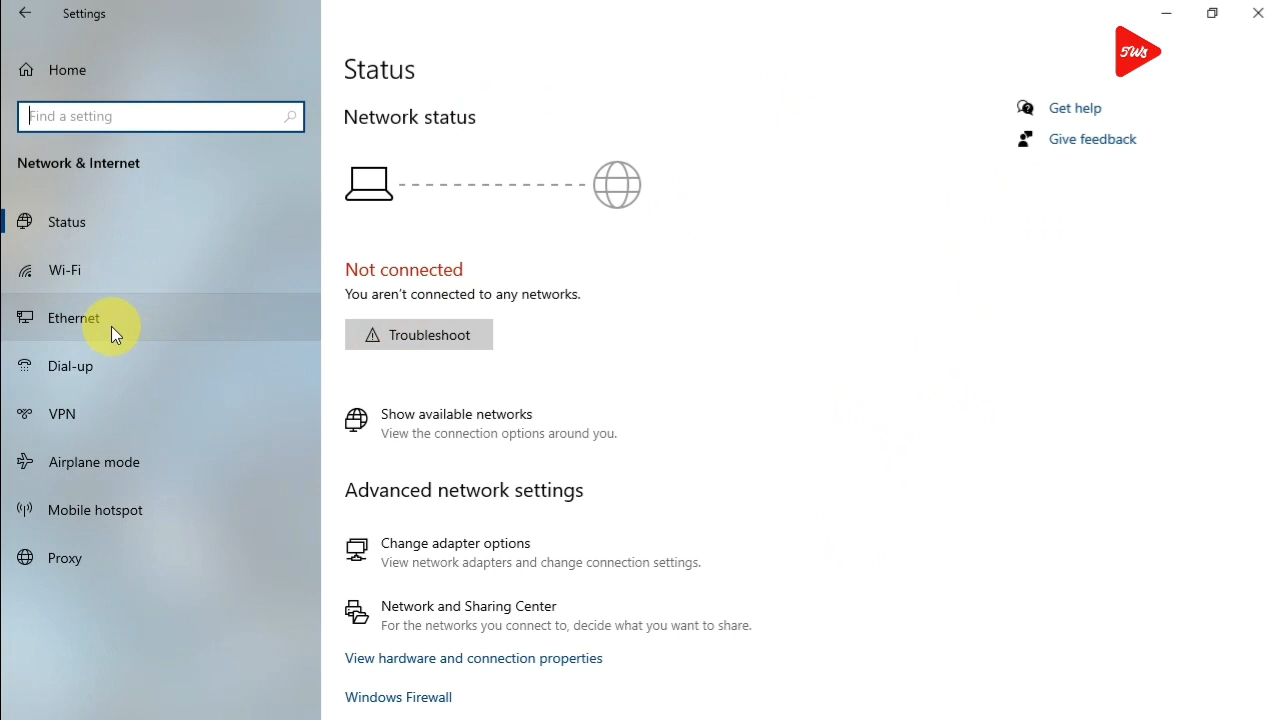 Settings
5Ws
Home
Find a setting
Network & Internet
Status
Wi-Fi
Ethernet
Dial-up
VPN
Airplane mode
Mobile hotspot
Proxy
Status
Network status
Not connected
You aren't connected to any networks.
Troubleshoot
Show available networks
View the connection options around you.
Advanced network settings
Change adapter options
View network adapters and change connection settings.
Network and Sharing Center
For the networks you connect to, decide what you want to share.
View hardware and connection properties
Windows Firewall
Get help
Give feedback